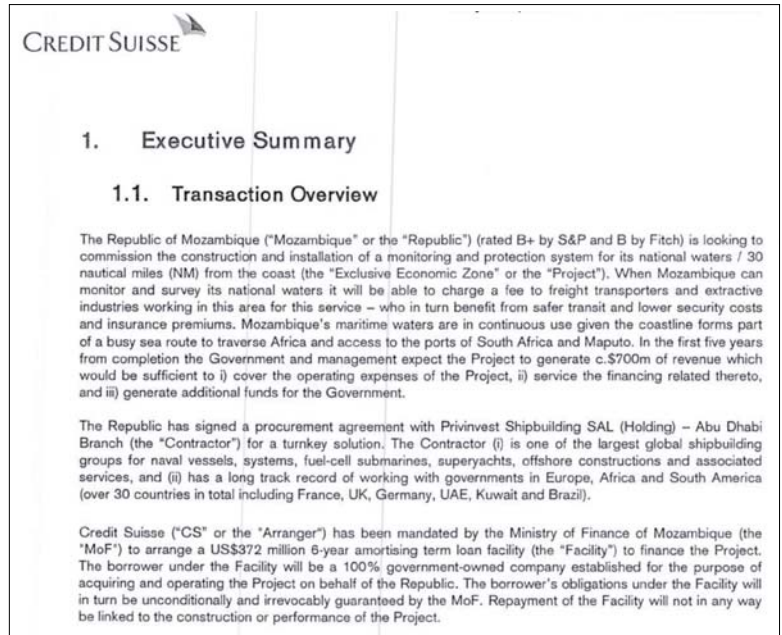 CREDIT SUISSE
1. Executive Summary
1.1. Transaction Overview
The Republic of Mozambique ("Mozambique" or the "Republic") (rated B+ by S&P and B by Fitch) is looking to
commission the construction and installation of a monitoring and protection system for its national waters / 30
nautical miles (NM) from the coast (the "Exclusive Economic Zone" or the "Project"). When Mozambique can
monitor and survey its national waters it will be able to charge a fee to freight transporters and extractive
industries working in this area for this service – who in turn benefit from safer transit and lower security costs
and insurance premiums. Mozambique's maritime waters are in continuous use given the coastline forms part
of a busy sea route to traverse Africa and access to the ports of South Africa and Maputo. In the first five years
from completion the Government and management expect the Project to generate c.$700m of revenue which
would be sufficient to i) cover the operating expenses of the Project, ii) service the financing related thereto,
and iii) generate additional funds for the Government.
The Republic has signed a procurement agreement with Privinvest Shipbuilding SAL (Holding) – Abu Dhabi
Branch (the "Contractor") for a turnkey solution. The Contractor (i) is one of the largest global shipbuilding
groups for naval vessels, systems, fuel-cell submarines, superyachts, offshore constructions and associated
services, and (ii) has a long track record of working with governments in Europe, Africa and South America
(over 30 countries in total including France, UK, Germany, UAE, Kuwait and Brazil).
Credit Suisse ("CS" or the "Arranger") has been mandated by the Ministry of Finance of Mozambique (the
"MoF") to arrange a US$372 million 6-year amortising term loan facility (the "Facility") to finance the Project.
The borrower under the Facility will be a 100% government-owned company established for the purpose of
acquiring and operating the Project on behalf of the Republic. The borrower's obligations under the Facility will
in turn be unconditionally and irrevocably guaranteed by the MoF. Repayment of the Facility will not in any way
be linked to the construction or performance of the Project.